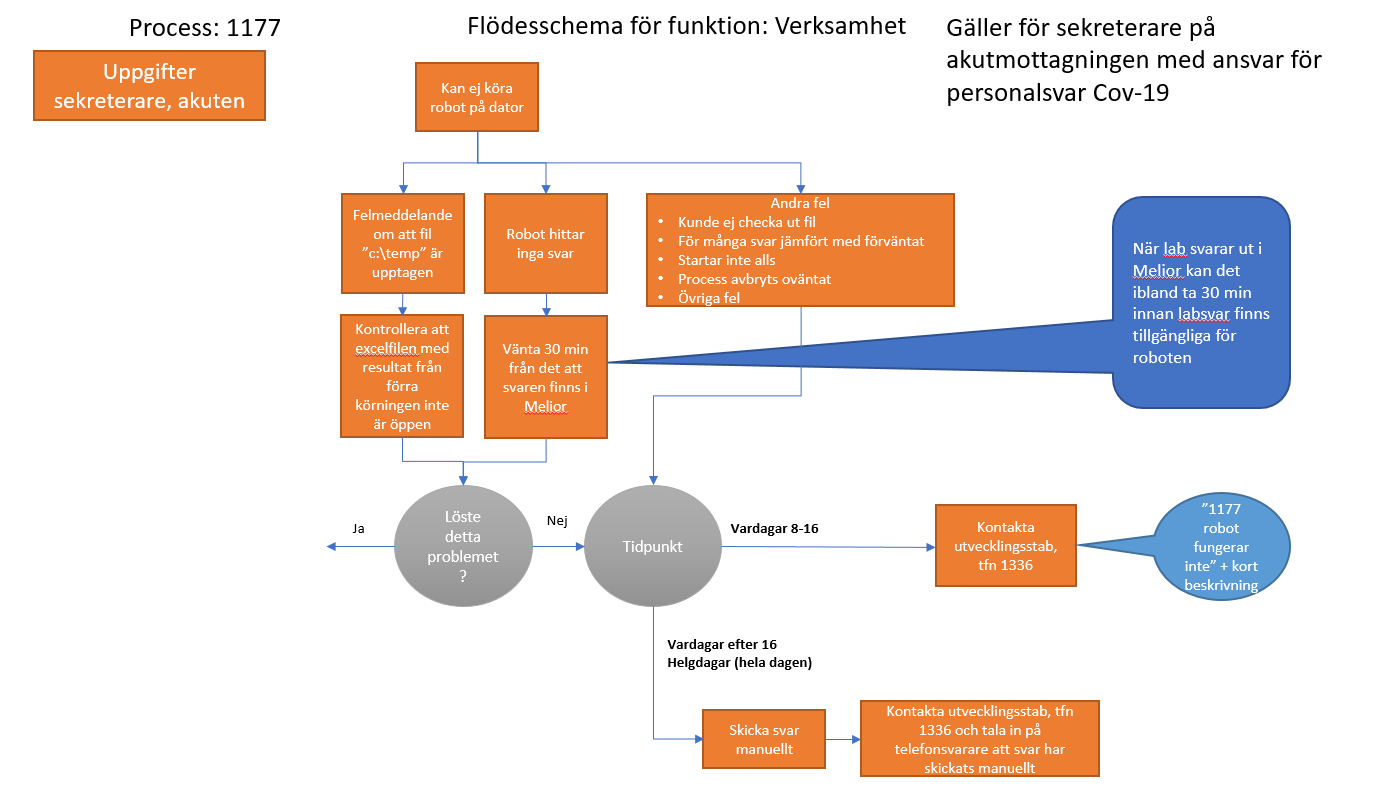 Process: 1177
Flödesschema för funktion: Verksamhet
Gäller för sekreterare på
akutmottagningen med ansvar för
personalsvar Cov-19
Uppgifter
sekreterare, akuten
Kan ej köra
robot på dator
Felmeddelande
om att fil
”c:\temp” är
upptagen
Robot hittar
inga svar
Andra fel
• Kunde ej checka ut fil
• För många svar jämfört med förväntat
• Startar inte alls
• Process avbryts oväntat
• Övriga fel
När lab svarar ut i
Melior kan det
ibland ta 30 min
innan labsvar finns
tillgängliga för
roboten
Kontrollera att
excelfilen med
resultat från
förra
körningen inte
är öppen
Vänta 30 min
från det att
svaren finns i
Melior
Ja
Löste
detta
problemet
?
Nej
Tidpunkt
Vardagar 8-16
Kontakta
utvecklingsstab,
tfn 1336
”1177
robot
fungerar
inte” + kort
beskrivning
Vardagar efter 16
Helgdagar (hela dagen)
Skicka svar
manuellt
Kontakta utvecklingsstab, tfn
1336 och tala in på
telefonsvarare att svar har
skickats manuellt